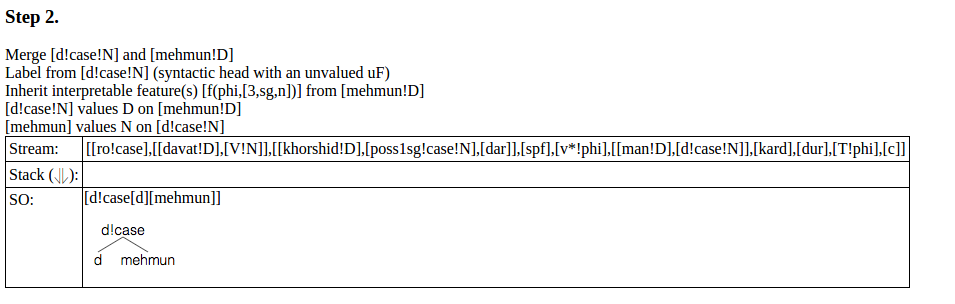 Step 2.
Merge [d!case!N] and [mehmun!D]
Label from [d!case!N] (syntactic head with an unvalued uF)
Inherit interpretable feature(s) [f(phi,[3,sg,n])] from [mehmun!D]
[d!case!N] values D on [mehmun!D]
[mehmun] values N on [d!case!N]
Stream: [[ro!case],[[davat!D],[V!N]],[[khorshid!D],[poss1sg!case!N],[dar]],[spf],[v*!phi],[[man!D],[d!case!N]],[kard],[dur],[T!phi],[c]]
Stack (⇃⇂):
SO: [d!case[d][mehmun]]
d!case
d mehmun